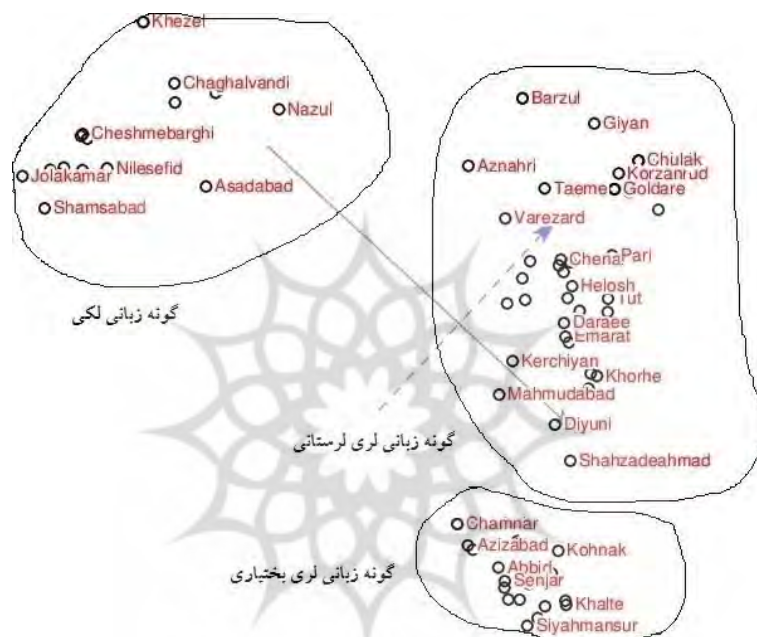 Khezel
Chaghalvandi
Nazul
Cheshmebarghi
Nilesefid
Jolakamar
Asadabad
Shamsabad
گونه زبانی لکی
Barzul
Giyan
Aznahri
Chulak
Korzanrud
Taeme
Goldare
Varezard
Pari
Helosh
Tut
Daraee
Emarat
Kerchiyan
Khorhe
Mahmudabad
Diyuni
گونه زبانی لری لرستانی
Shahzadeahmad
Chamnar
Azizabad
Kohnak
گونه زبانی لری بختیاری
Senjar
Khalte
Siyahmansur